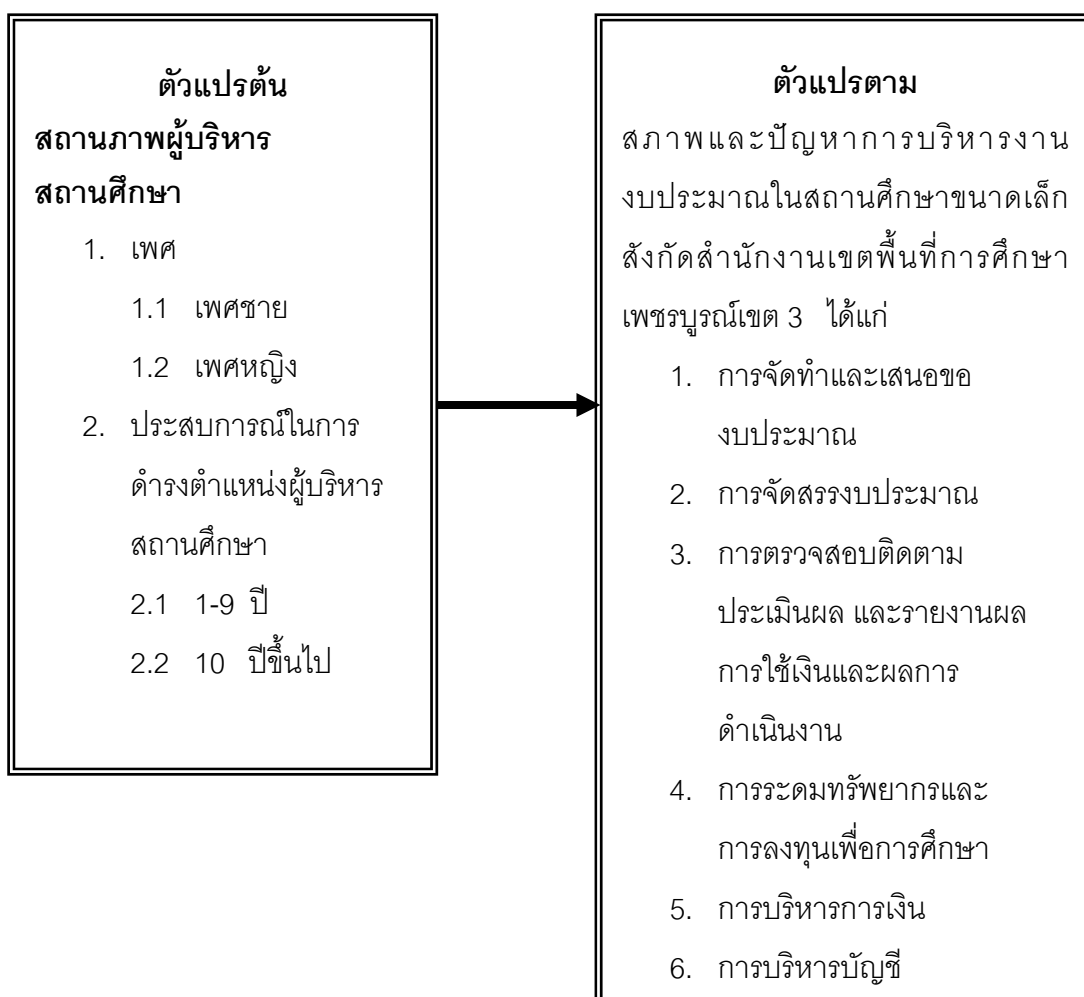 ตัวแปรต้น
สถานภาพผู้บริหาร
สถานศึกษา
1. เพศ
1.1 เพศชาย
1.2 เพศหญิง
2. ประสบการณ์ในการ
ดำรงตำแหน่งผู้บริหาร
สถานศึกษา
2.1 1-9 ปี
2.2 10 ปีขึ้นไป
ตัวแปรตาม
สภาพและปัญหาการบริหารงาน
งบประมาณในสถานศึกษาขนาดเล็ก
สังกัดสำนักงานเขตพื้นที่การศึกษา
เพชรบูรณ์เขต 3 ได้แก่
1. การจัดทำและเสนอขอ
งบประมาณ
2. การจัดสรรงบประมาณ
3. การตรวจสอบติดตาม
ประเมินผล และรายงานผล
การใช้เงินและผลการ
ดำเนินงาน
4. การระดมทรัพยากรและ
การลงทุนเพื่อการศึกษา
5. การบริหารการเงิน
6. การบริหารบัญชี